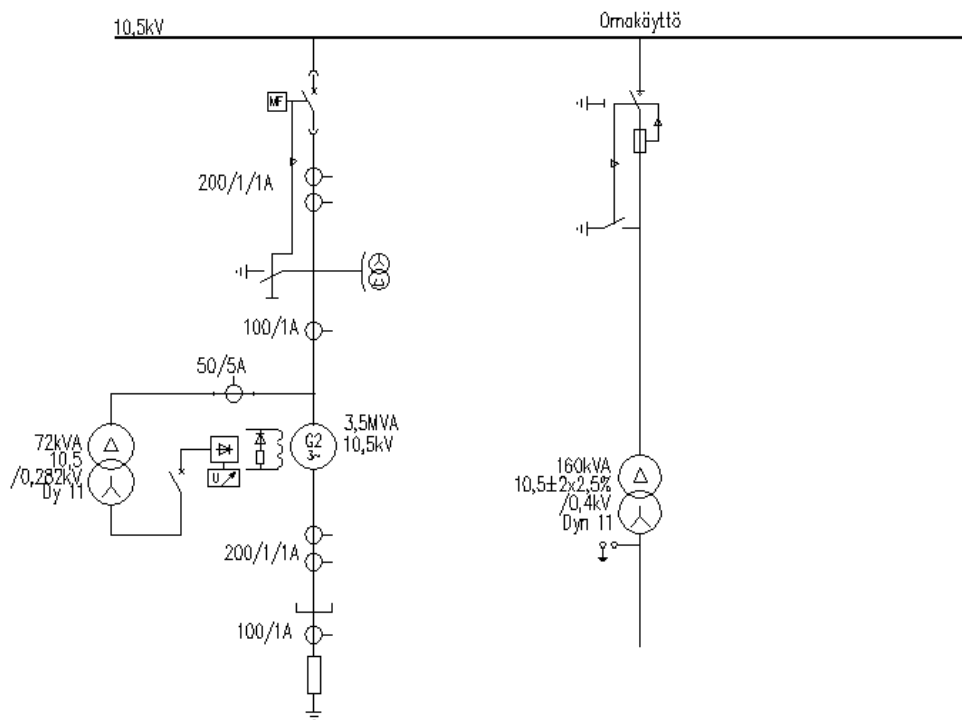 10,5kV
Omakäyttö
MF
200/1/1A
100/1A
50/5A
72kVA
10,5
/0,282kV
Dy 11
U
G2
3~
3,5MVA
10,5kV
160kVA
10,5±2x2,5%
/0,4kV
Dyn 11
200/1/1A
100/1A